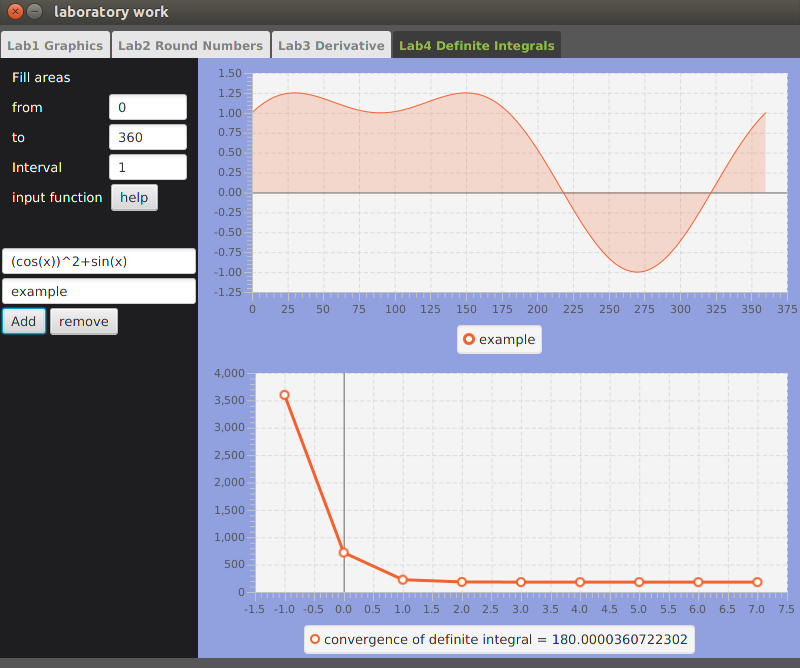 laboratory work
Lab1 Graphics Lab2 Round Numbers Lab3 Derivative Lab4 Definite Integrals
Fill areas
from 0
to 360
Interval 1
input function help
(cos(x))^2+sin(x)
example
Add remove
1.50
1.25
1.00
0.75
0.50
0.25
0.00
-0.25
-0.50
-0.75
-1.00
-1.25
0 25 50 75 100 125 150 175 200 225 250 275 300 325 350 375
example
4,000
3,500
3,000
2,500
2,000
1,500
1,000
500
0
-1.5 -1.0 -0.5 0.0 0.5 1.0 1.5 2.0 2.5 3.0 3.5 4.0 4.5 5.0 5.5 6.0 6.5 7.0 7.5
convergence of definite integral = 180.0000360722302